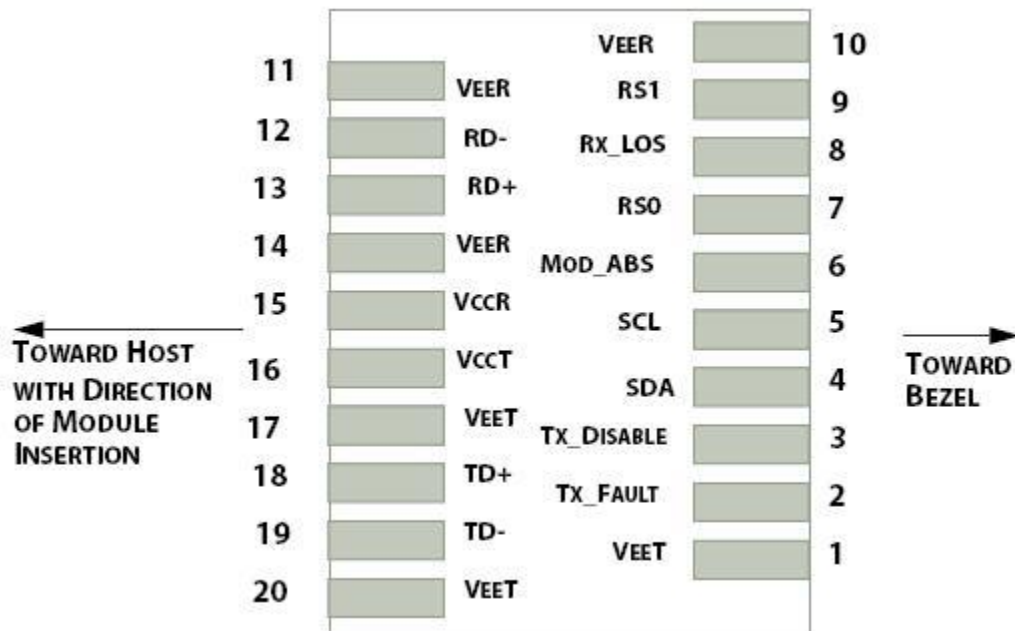 VEER 10
11 VEER
RS1 9
12 RD-
RX_LOS 8
13 RD+
RS0 7
14 VEER
MOD_ABS 6
15 VCCR
SCL 5
TOWARD HOST
WITH DIRECTION
OF MODULE
INSERTION
16 VCCT
SDA 4
TOWARD
BEZEL
17 VEET
TX_DISABLE 3
18 TD+
TX_FAULT 2
19 TD-
VEET 1
20 VEET